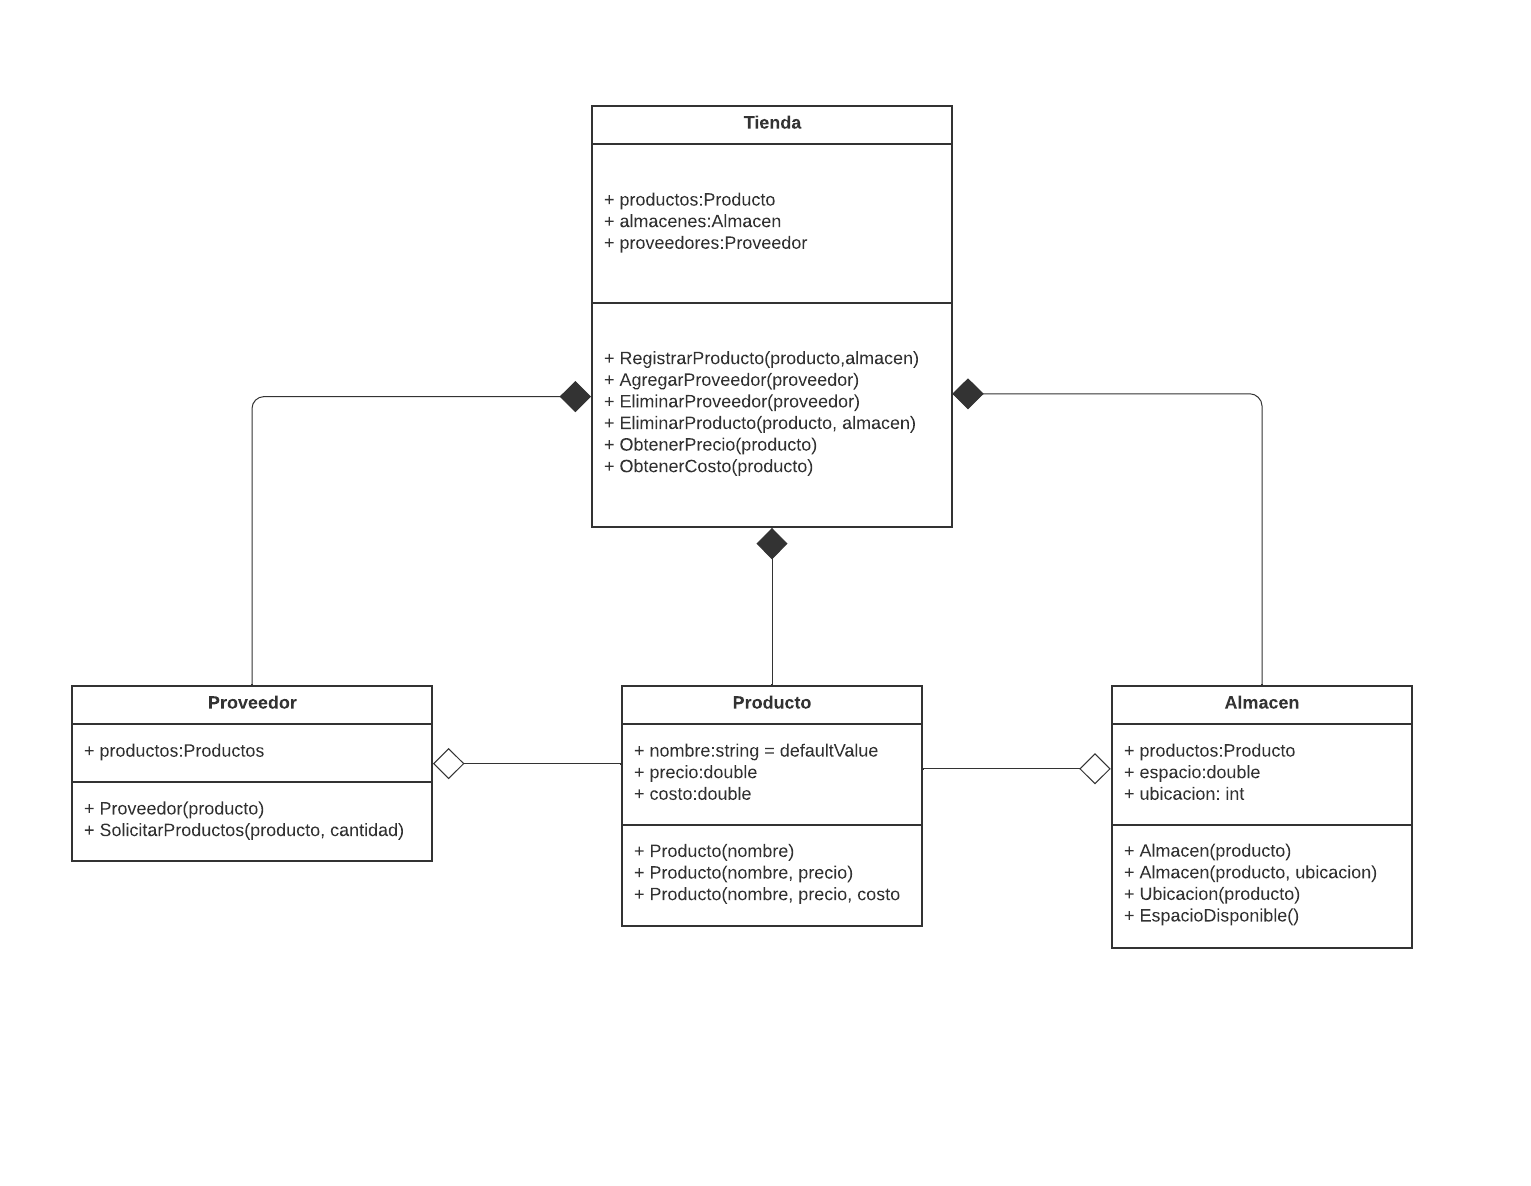 Tienda
+ productos:Producto
+ almacenes:Almacen
+ proveedores:Proveedor
+ RegistrarProducto(producto,almacen)
+ AgregarProveedor(proveedor)
+ EliminarProveedor(proveedor)
+ EliminarProducto(producto, almacen)
+ ObtenerPrecio(producto)
+ ObtenerCosto(producto)
Proveedor
+ productos:Productos
+ Proveedor(producto)
+ SolicitarProductos(producto, cantidad)
Producto
+ nombre:string = defaultValue
+ precio:double
+ costo:double
+ Producto(nombre)
+ Producto(nombre, precio)
+ Producto(nombre, precio, costo
Almacen
+ productos:Producto
+ espacio:double
+ ubicacion: int
+ Almacen(producto)
+ Almacen(producto, ubicacion)
+ Ubicacion(producto)
+ EspacioDisponible()